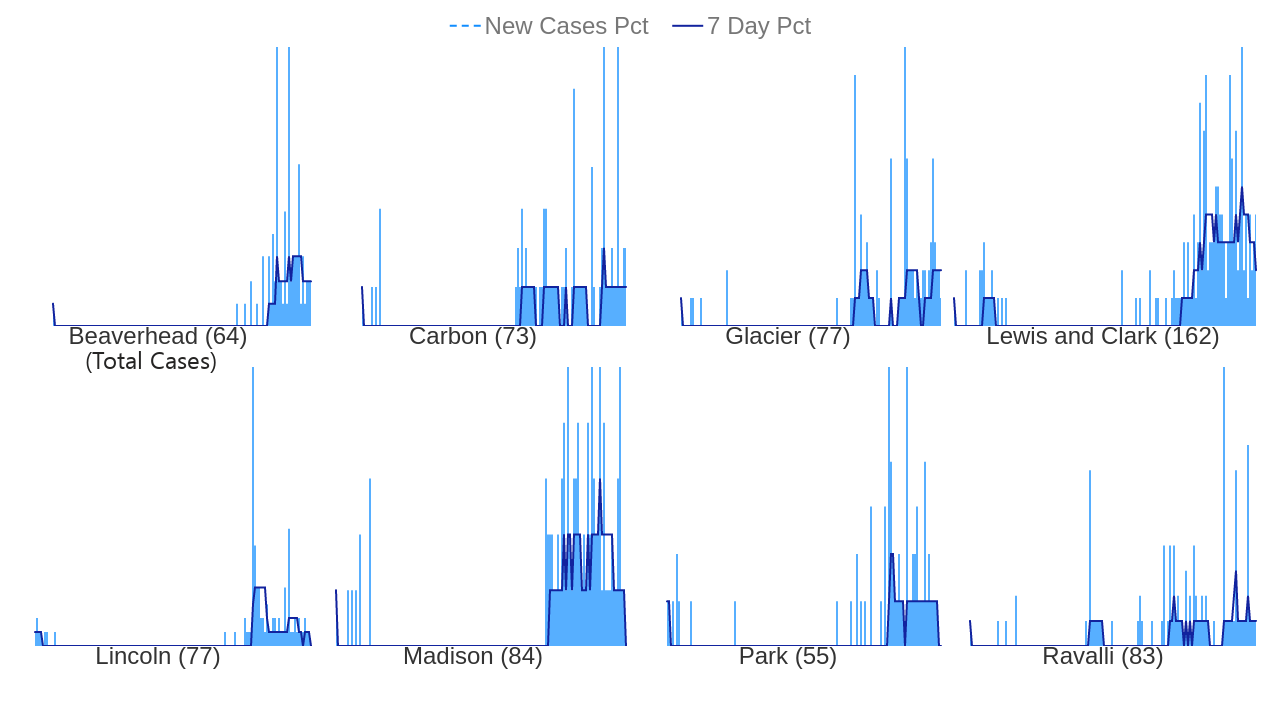 New Cases Pct 7 Day Pct
Beaverhead (64) Carbon (73) Glacier (77) Lewis and Clark (162)
(Total Cases)
Lincoln (77) Madison (84) Park (55) Ravalli (83)